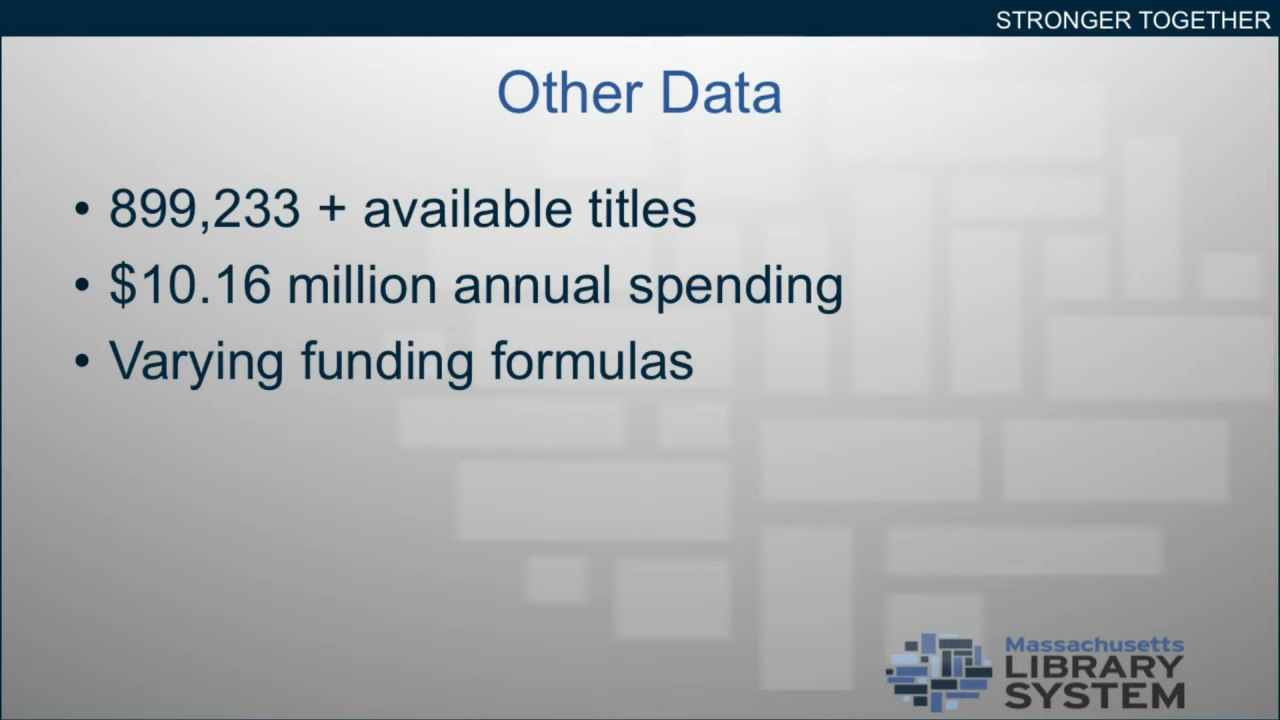 STRONGER TOGETHER
Other Data
• 899,233 + available titles
• $10.16 million annual spending
• Varying funding formulas
Massachusetts
LIBRARY
SYSTEM